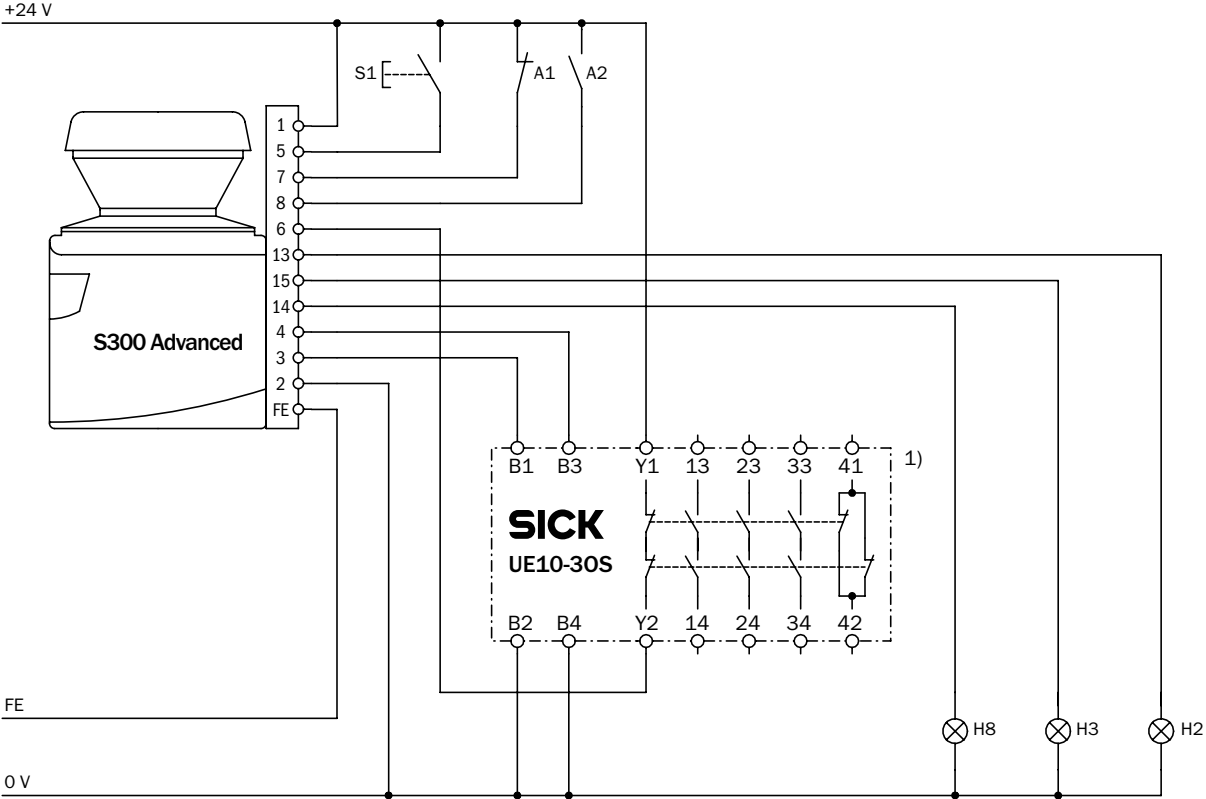 +24 V
S1
A1
A2
1
5
7
8
6
13
15
14
4
3
2
FE
S300 Advanced
B1 B3 Y1 13 23 33 41
1)
SICK
UE10-30S
B2 B4 Y2 14 24 34 42
FE
H8
H3
H2
0 V